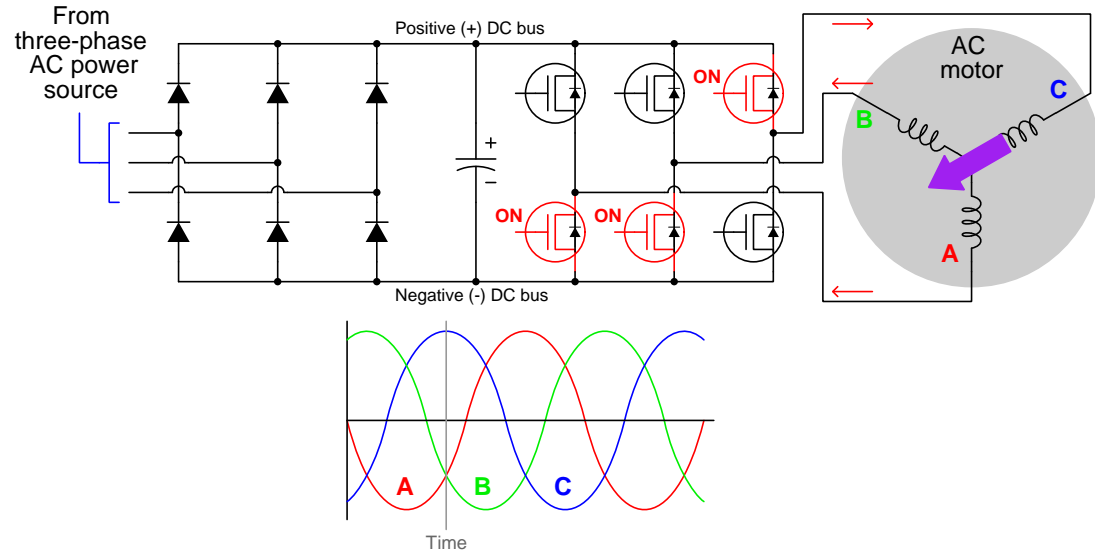 From
three-phase
AC power
source
Positive (+) DC bus
+
-
Negative (-) DC bus
ON
ON
ON
AC
motor
B
C
A
A
B
C
Time